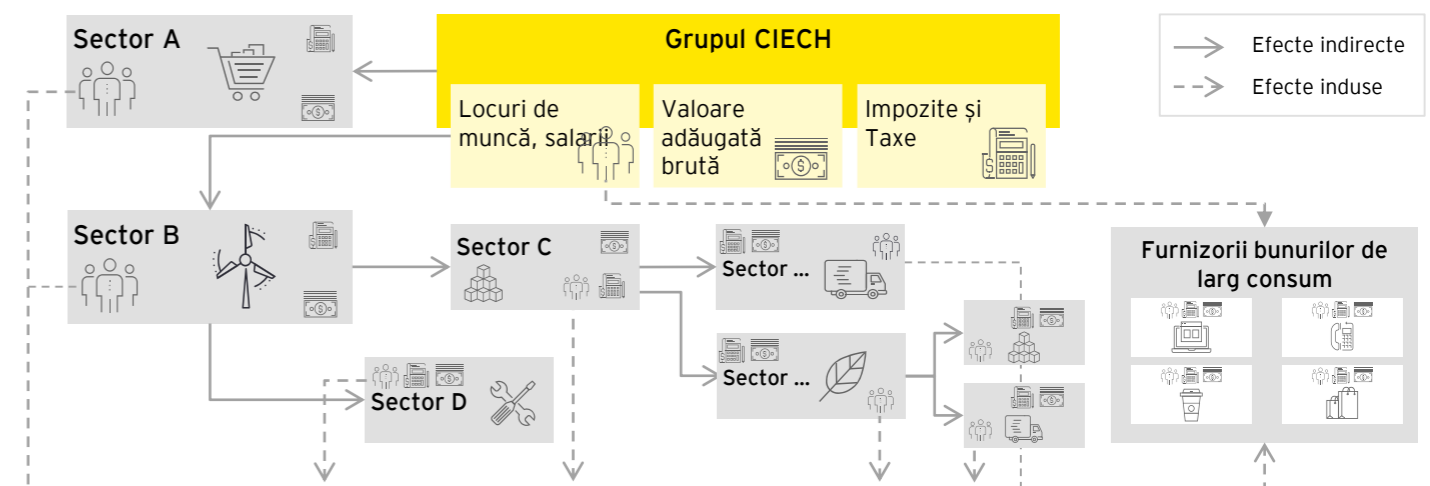 Sector A
Grupul CIECH
Efecte indirecte
Efecte induse
Locuri de
muncă, salarii
Valoare
adăugată
brută
Impozite și
Taxe
Sector B
Sector C
Sector ...
Sector ...
Sector D
Furnizorii bunurilor de
larg consum